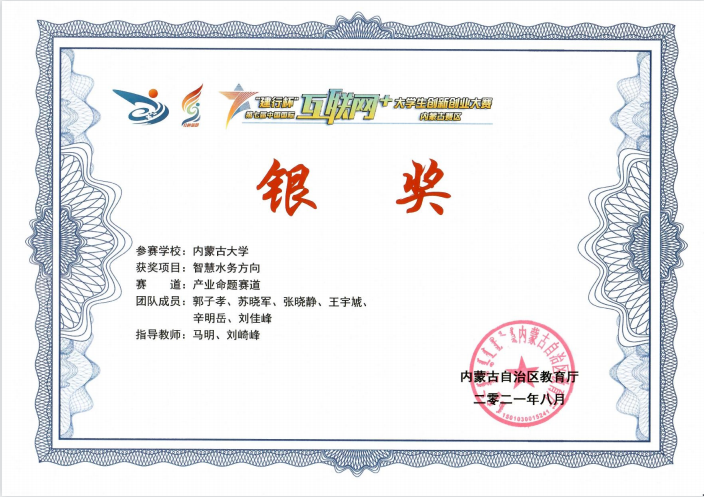 “建行杯”
第七届中国国际
互联网+
大学生创新创业大赛
内蒙古赛区
银奖
参赛学校：内蒙古大学
获奖项目：智慧水务方向
赛　　道：产业命题赛道
团队成员：郭子孝、苏晓军、张晓静、王宇虓、
辛明岳、刘佳峰
指导教师：马明、刘崎峰
内蒙古自治区教育厅
二零二一年八月